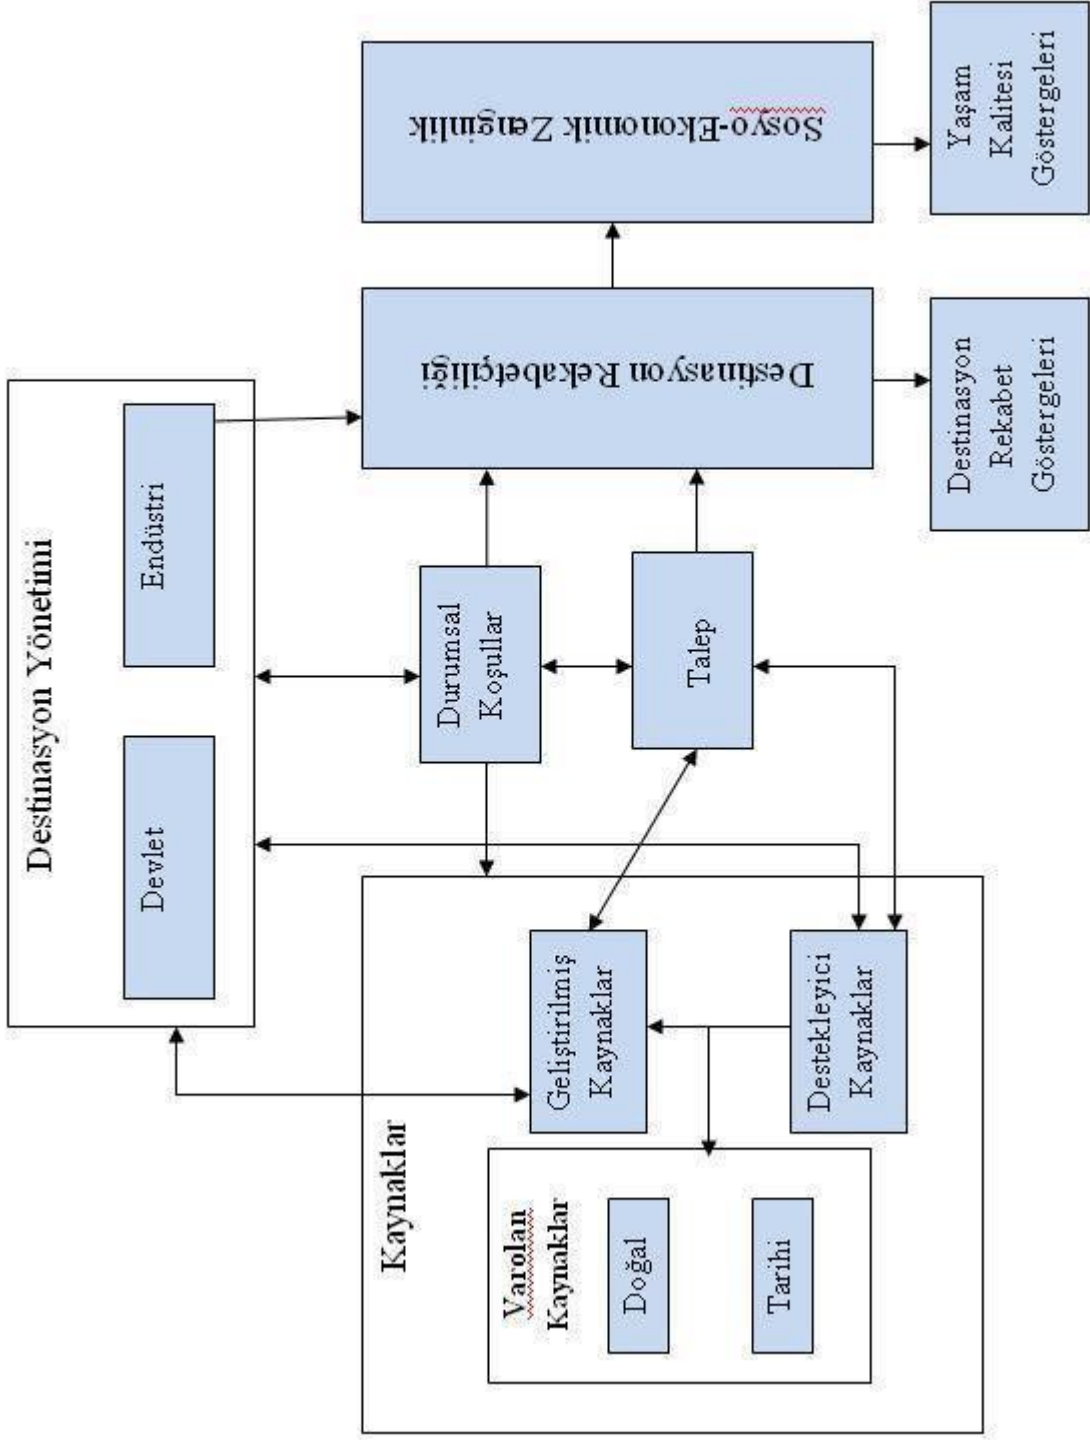 Destinasyon Yönetimi
Devlet
Endüstri
Kaynaklar
Varolan
Kaynaklar
Doğal
Tarihi
Geliştirilmiş
Kaynaklar
Destekleyici
Kaynaklar
Durumsal
Koşullar
Talep
Destinasyon Rekabetçiliği
Sosyo-Ekonomik Zenginlik
Destinasyon
Rekabet
Göstergeleri
Yaşam
Kalitesi
Göstergeleri